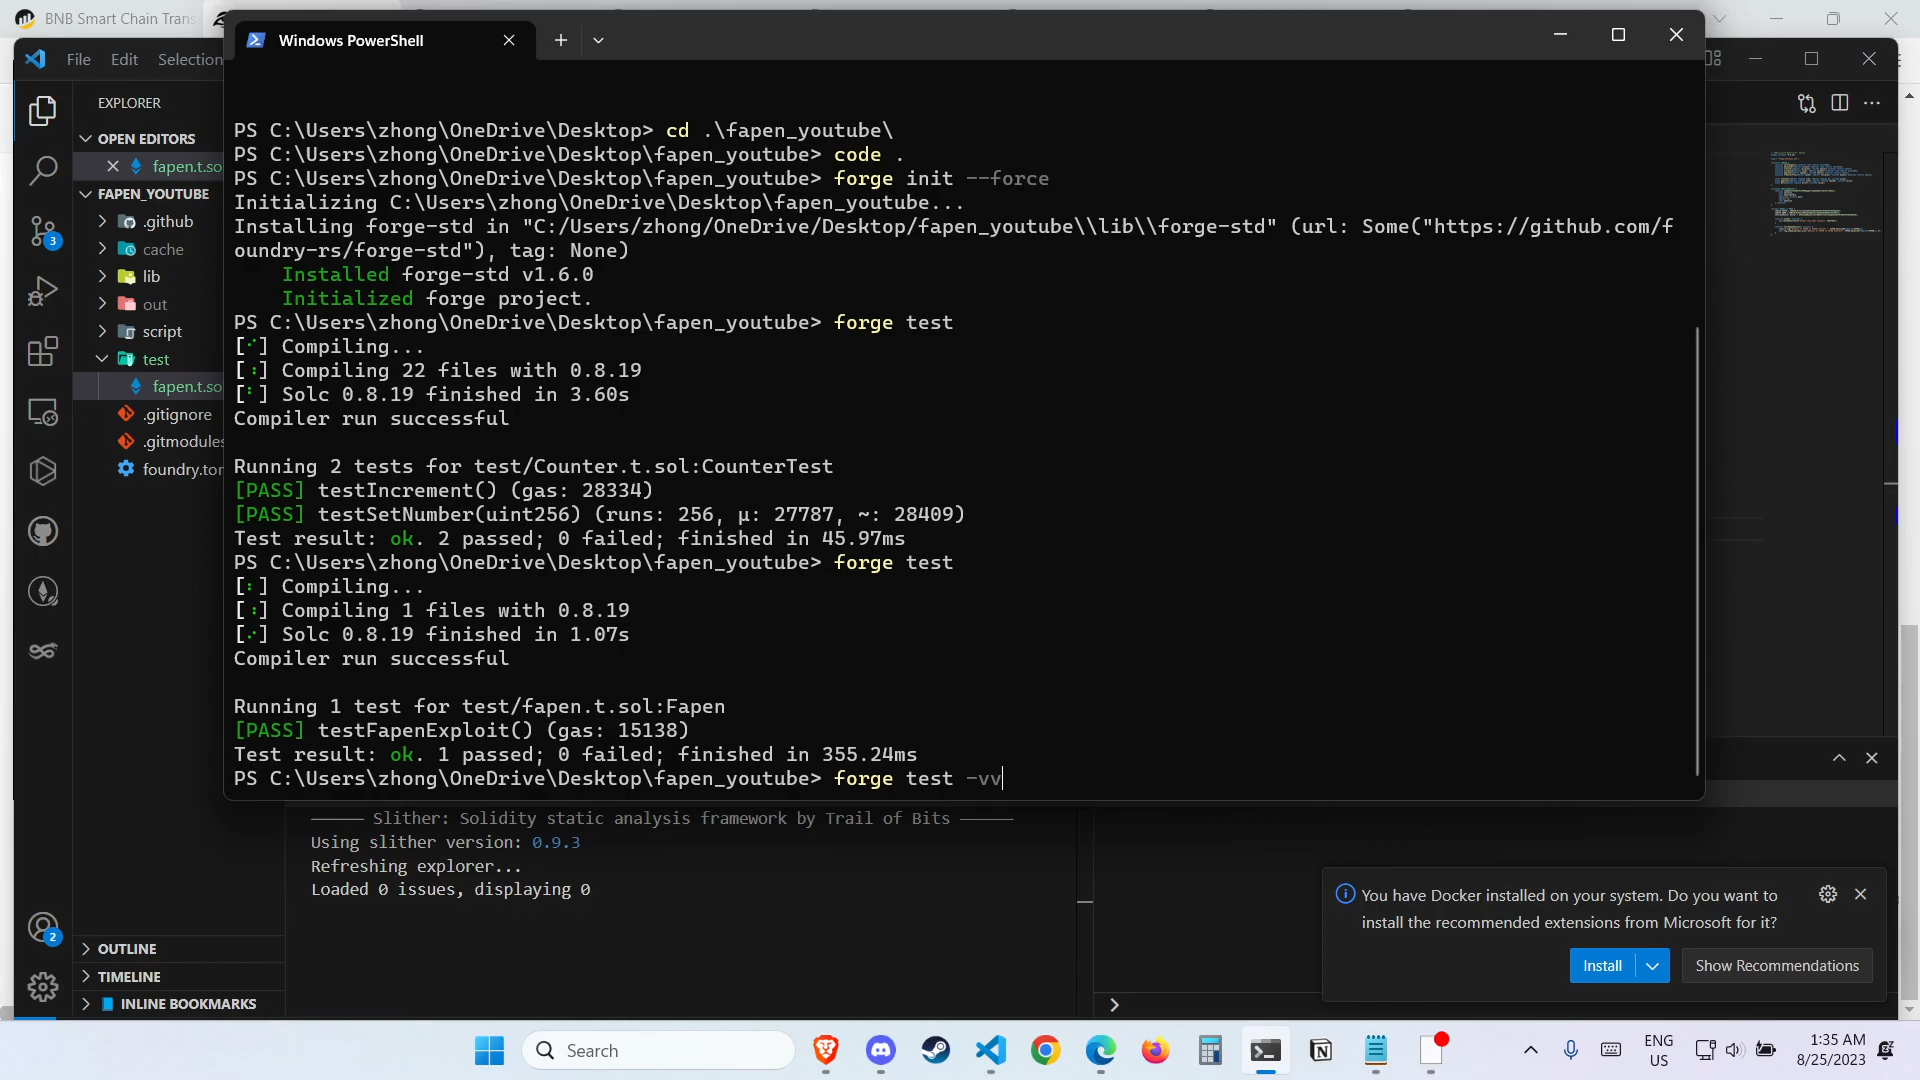 BNB Smart Chain Trans
Windows PowerShell
File Edit Selection
EXPLORER
OPEN EDITORS
fapen.t.so
FAPEN_YOUTUBE
.github
cache
lib
out
script
test
fapen.t.so
.gitignore
.gitmodules
foundry.tor
OUTLINE
TIMELINE
INLINE BOOKMARKS
3
2
PS C:\Users\zhong\OneDrive\Desktop> cd .\fapen_youtube\
PS C:\Users\zhong\OneDrive\Desktop\fapen_youtube> code .
PS C:\Users\zhong\OneDrive\Desktop\fapen_youtube> forge init --force
Initializing C:\Users\zhong\OneDrive\Desktop\fapen_youtube...
Installing forge-std in "C:/Users/zhong/OneDrive/Desktop/fapen_youtube\\lib\\forge-std" (url: Some("https://github.com/f
oundry-rs/forge-std"), tag: None)
Installed forge-std v1.6.0
Initialized forge project.
PS C:\Users\zhong\OneDrive\Desktop\fapen_youtube> forge test
[⠊] Compiling...
[⠰] Compiling 22 files with 0.8.19
[⠃] Solc 0.8.19 finished in 3.60s
Compiler run successful
Running 2 tests for test/Counter.t.sol:CounterTest
[PASS] testIncrement() (gas: 28334)
[PASS] testSetNumber(uint256) (runs: 256, μ: 27787, ~: 28409)
Test result: ok. 2 passed; 0 failed; finished in 45.97ms
PS C:\Users\zhong\OneDrive\Desktop\fapen_youtube> forge test
[⠆] Compiling...
[⠰] Compiling 1 files with 0.8.19
[⠔] Solc 0.8.19 finished in 1.07s
Compiler run successful
Running 1 test for test/fapen.t.sol:Fapen
[PASS] testFapenExploit() (gas: 15138)
Test result: ok. 1 passed; 0 failed; finished in 355.24ms
PS C:\Users\zhong\OneDrive\Desktop\fapen_youtube> forge test -vv
Slither: Solidity static analysis framework by Trail of Bits
Using slither version: 0.9.3
Refreshing explorer...
Loaded 0 issues, displaying 0
You have Docker installed on your system. Do you want to
install the recommended extensions from Microsoft for it?
Install
Show Recommendations
Search
ENG
US
1:35 AM
8/25/2023